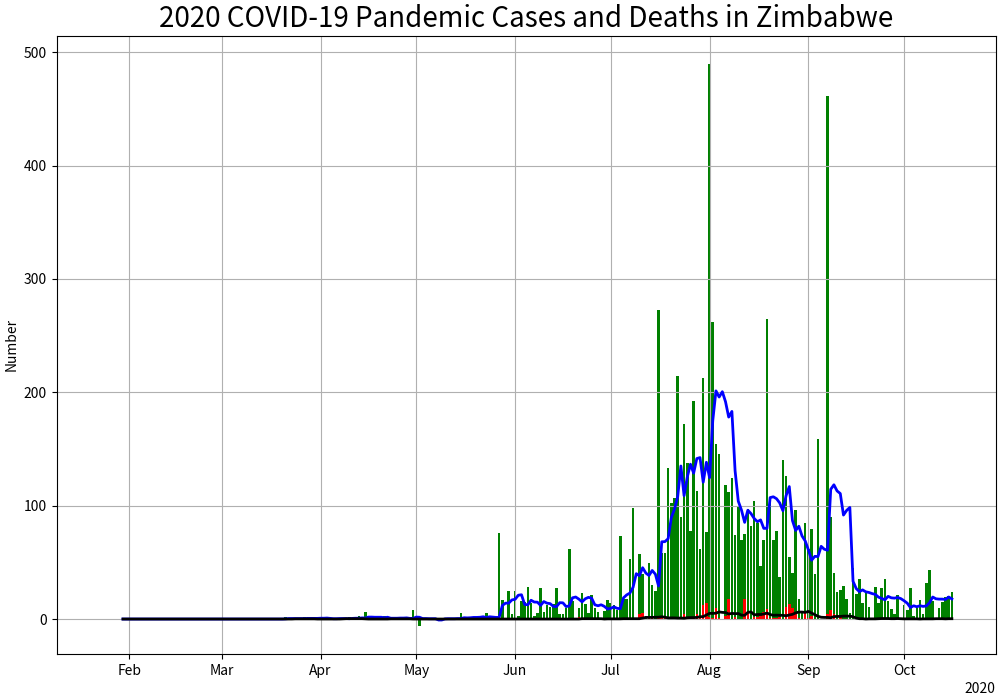 2020 COVID-19 Pandemic Cases and Deaths in Zimbabwe
500
400
300
200
100
0
Number
Feb Mar Apr May Jun Jul Aug Sep Oct
2020